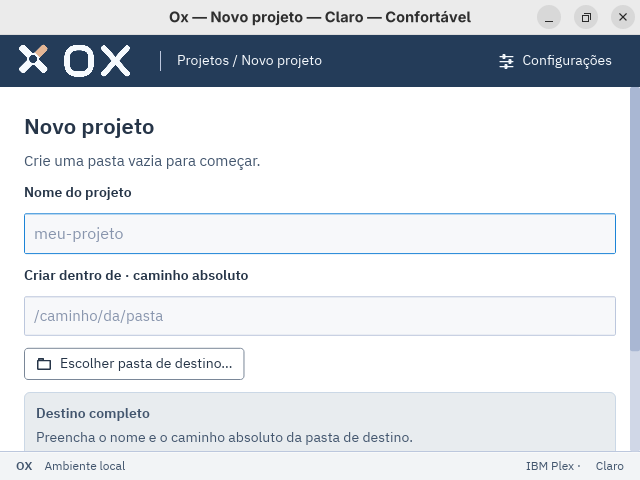 Ox — Novo projeto — Claro — Confortável
OX
Projetos / Novo projeto
Configurações
Novo projeto
Crie uma pasta vazia para começar.
Nome do projeto
meu-projeto
Criar dentro de · caminho absoluto
/caminho/da/pasta
Escolher pasta de destino...
Destino completo
Preencha o nome e o caminho absoluto da pasta de destino.
OX Ambiente local
IBM Plex · Claro